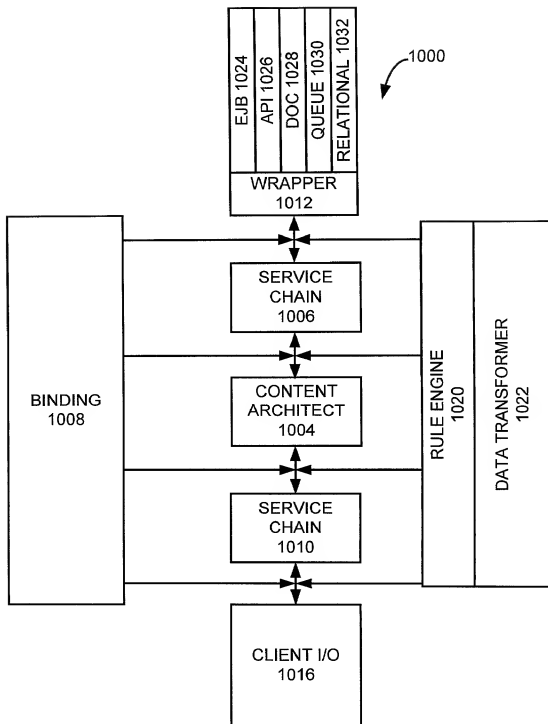 EJB 1024
API 1026
DOC 1028
QUEUE 1030
RELATIONAL 1032
1000
WRAPPER
1012
SERVICE
CHAIN
1006
CONTENT
ARCHITECT
1004
BINDING
1008
RULE ENGINE
1020
DATA TRANSFORMER
1022
SERVICE
CHAIN
1010
CLIENT I/O
1016